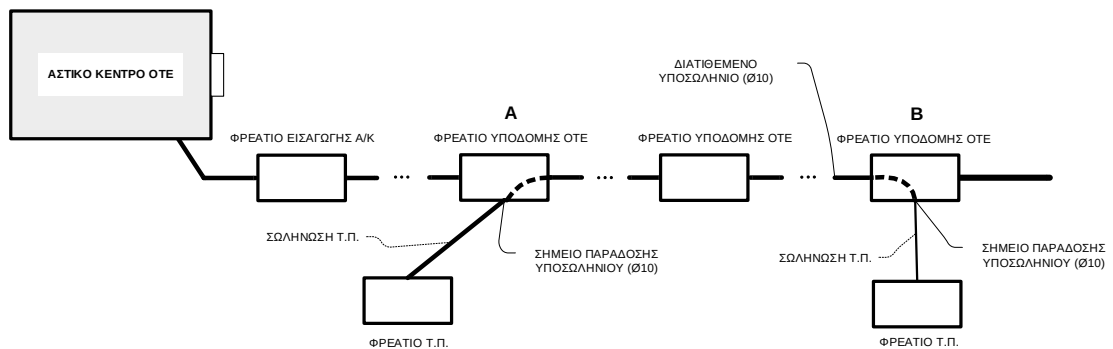 ΑΣΤΙΚΟ ΚΕΝΤΡΟ ΟΤΕ
ΔΙΑΤΙΘΕΜΕΝΟ
ΥΠΟΣΩΛΗΝΙΟ (Ø10)
Α
Β
ΦΡΕΑΤΙΟ ΕΙΣΑΓΩΓΗΣ Α/Κ
ΦΡΕΑΤΙΟ ΥΠΟΔΟΜΗΣ ΟΤΕ
ΦΡΕΑΤΙΟ ΥΠΟΔΟΜΗΣ ΟΤΕ
ΦΡΕΑΤΙΟ ΥΠΟΔΟΜΗΣ ΟΤΕ
...
...
...
ΣΩΛΗΝΩΣΗ Τ.Π.
ΣΗΜΕΙΟ ΠΑΡΑΔΟΣΗΣ
ΥΠΟΣΩΛΗΝΙΟΥ (Ø10)
ΣΩΛΗΝΩΣΗ Τ.Π.
ΣΗΜΕΙΟ ΠΑΡΑΔΟΣΗΣ
ΥΠΟΣΩΛΗΝΙΟΥ (Ø10)
ΦΡΕΑΤΙΟ Τ.Π.
ΦΡΕΑΤΙΟ Τ.Π.